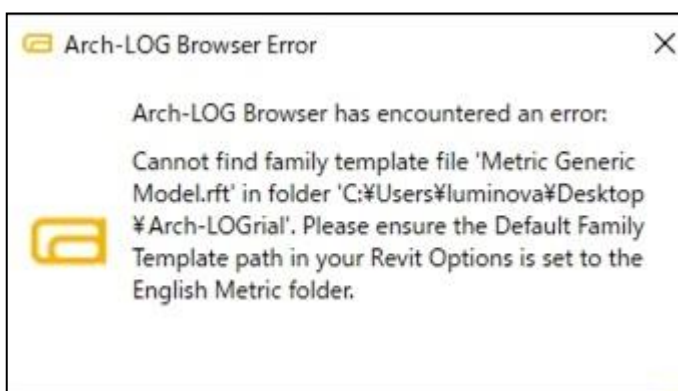 Arch-LOG Browser Error
Arch-LOG Browser has encountered an error:
Cannot find family template file 'Metric Generic
Model.rft' in folder 'C:¥Users¥luminova¥Desktop
¥Arch-LOGrial'. Please ensure the Default Family
Template path in your Revit Options is set to the
English Metric folder.